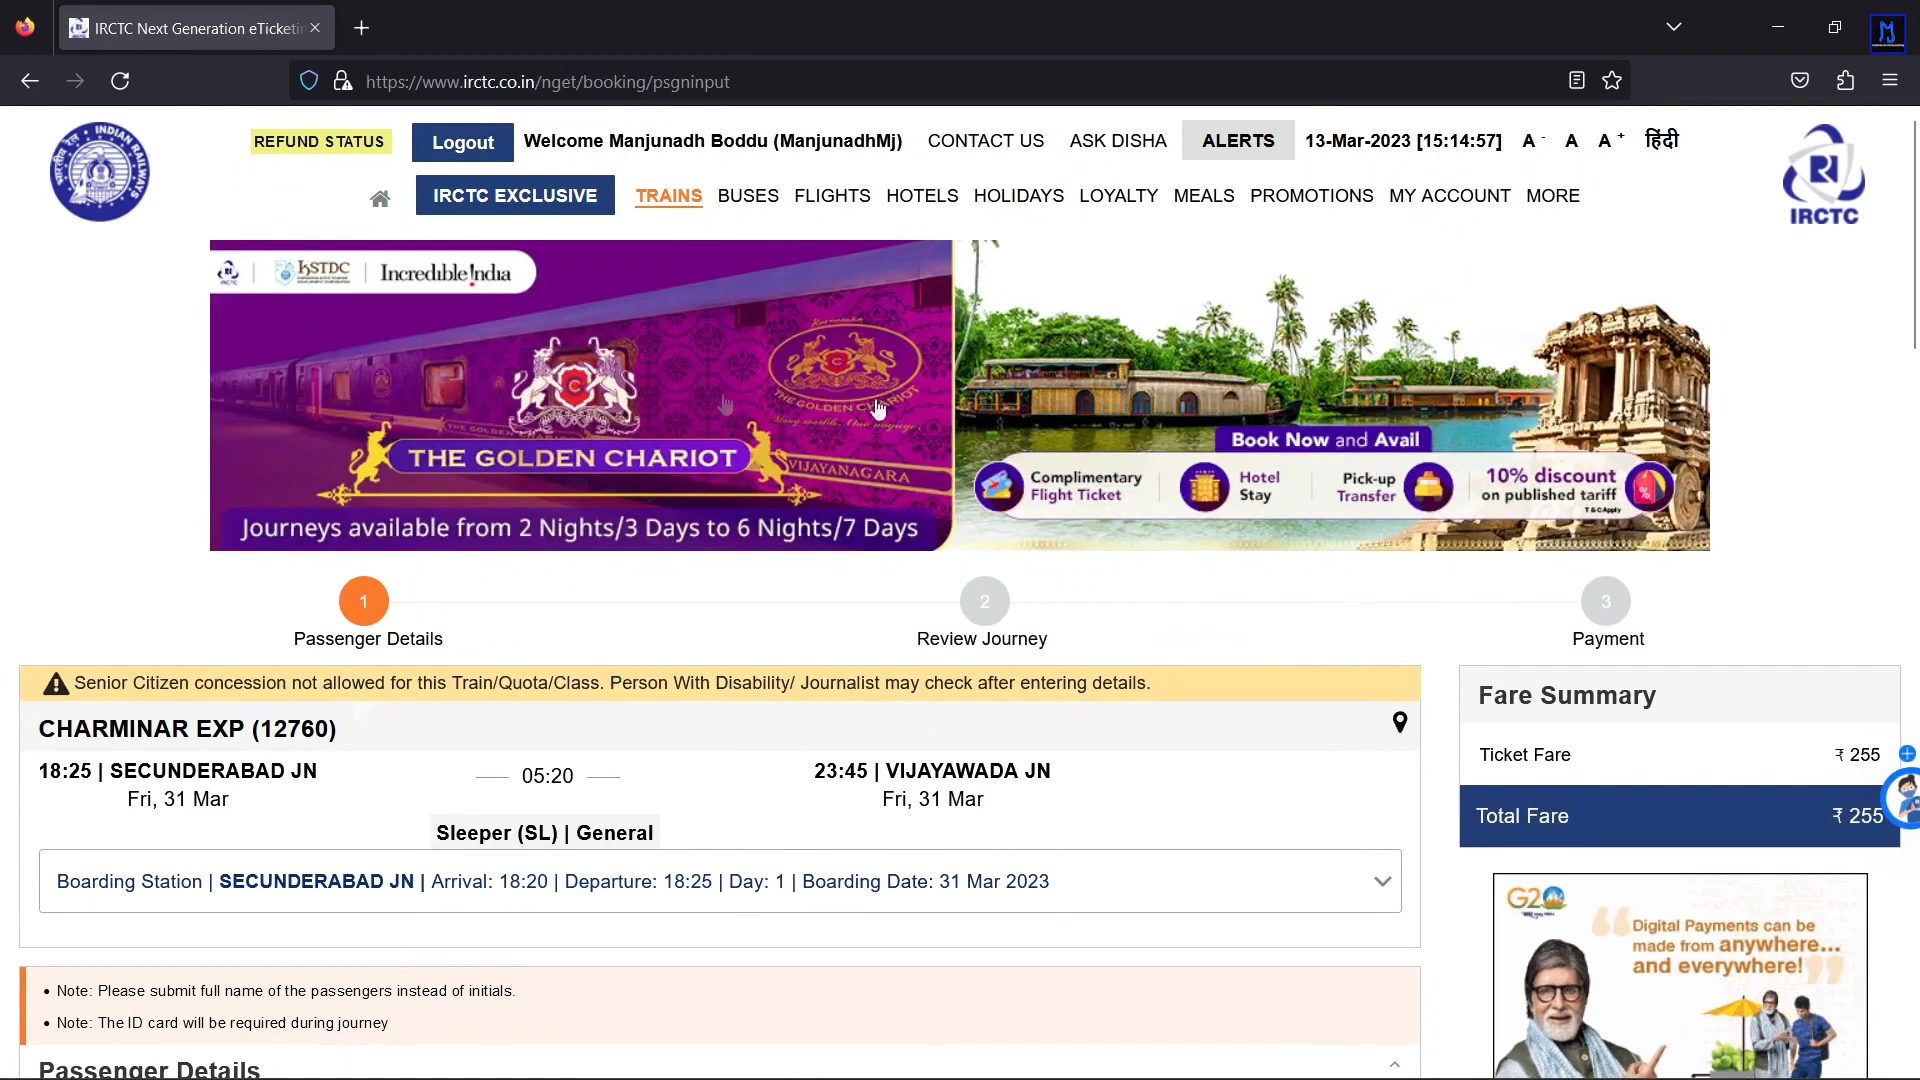 IRCTC Next Generation eTicketin
https://www.irctc.co.in/nget/booking/psgninput
REFUND STATUS
Logout
Welcome Manjunadh Boddu (ManjunadhMj)
CONTACT US
ASK DISHA
ALERTS
13-Mar-2023 [15:14:57]
A -
A
A +
हिंदी
IRCTC EXCLUSIVE
TRAINS
BUSES
FLIGHTS
HOTELS
HOLIDAYS
LOYALTY
MEALS
PROMOTIONS
MY ACCOUNT
MORE
INDIAN RAILWAYS
IRCTC
KSTDC
Incredible!ndia
Karnataka
THE GOLDEN CHARIOT
THE GOLDEN CHARIOT
VIJAYANAGARA
Journeys available from 2 Nights/3 Days to 6 Nights/7 Days
Book Now and Avail
Complimentary
Flight Ticket
Hotel
Stay
Pick-up
Transfer
10% discount
on published tariff
T & C Apply
1
Passenger Details
2
Review Journey
3
Payment
Senior Citizen concession not allowed for this Train/Quota/Class. Person With Disability/ Journalist may check after entering details.
CHARMINAR EXP (12760)
18:25 | SECUNDERABAD JN
Fri, 31 Mar
05:20
23:45 | VIJAYAWADA JN
Fri, 31 Mar
Sleeper (SL) | General
Boarding Station | SECUNDERABAD JN | Arrival: 18:20 | Departure: 18:25 | Day: 1 | Boarding Date: 31 Mar 2023
• Note: Please submit full name of the passengers instead of initials.
• Note: The ID card will be required during journey
Passenger Details
Fare Summary
Ticket Fare
₹ 255
Total Fare
₹ 255
G20
Digital Payments can be
made from anywhere...
and everywhere!